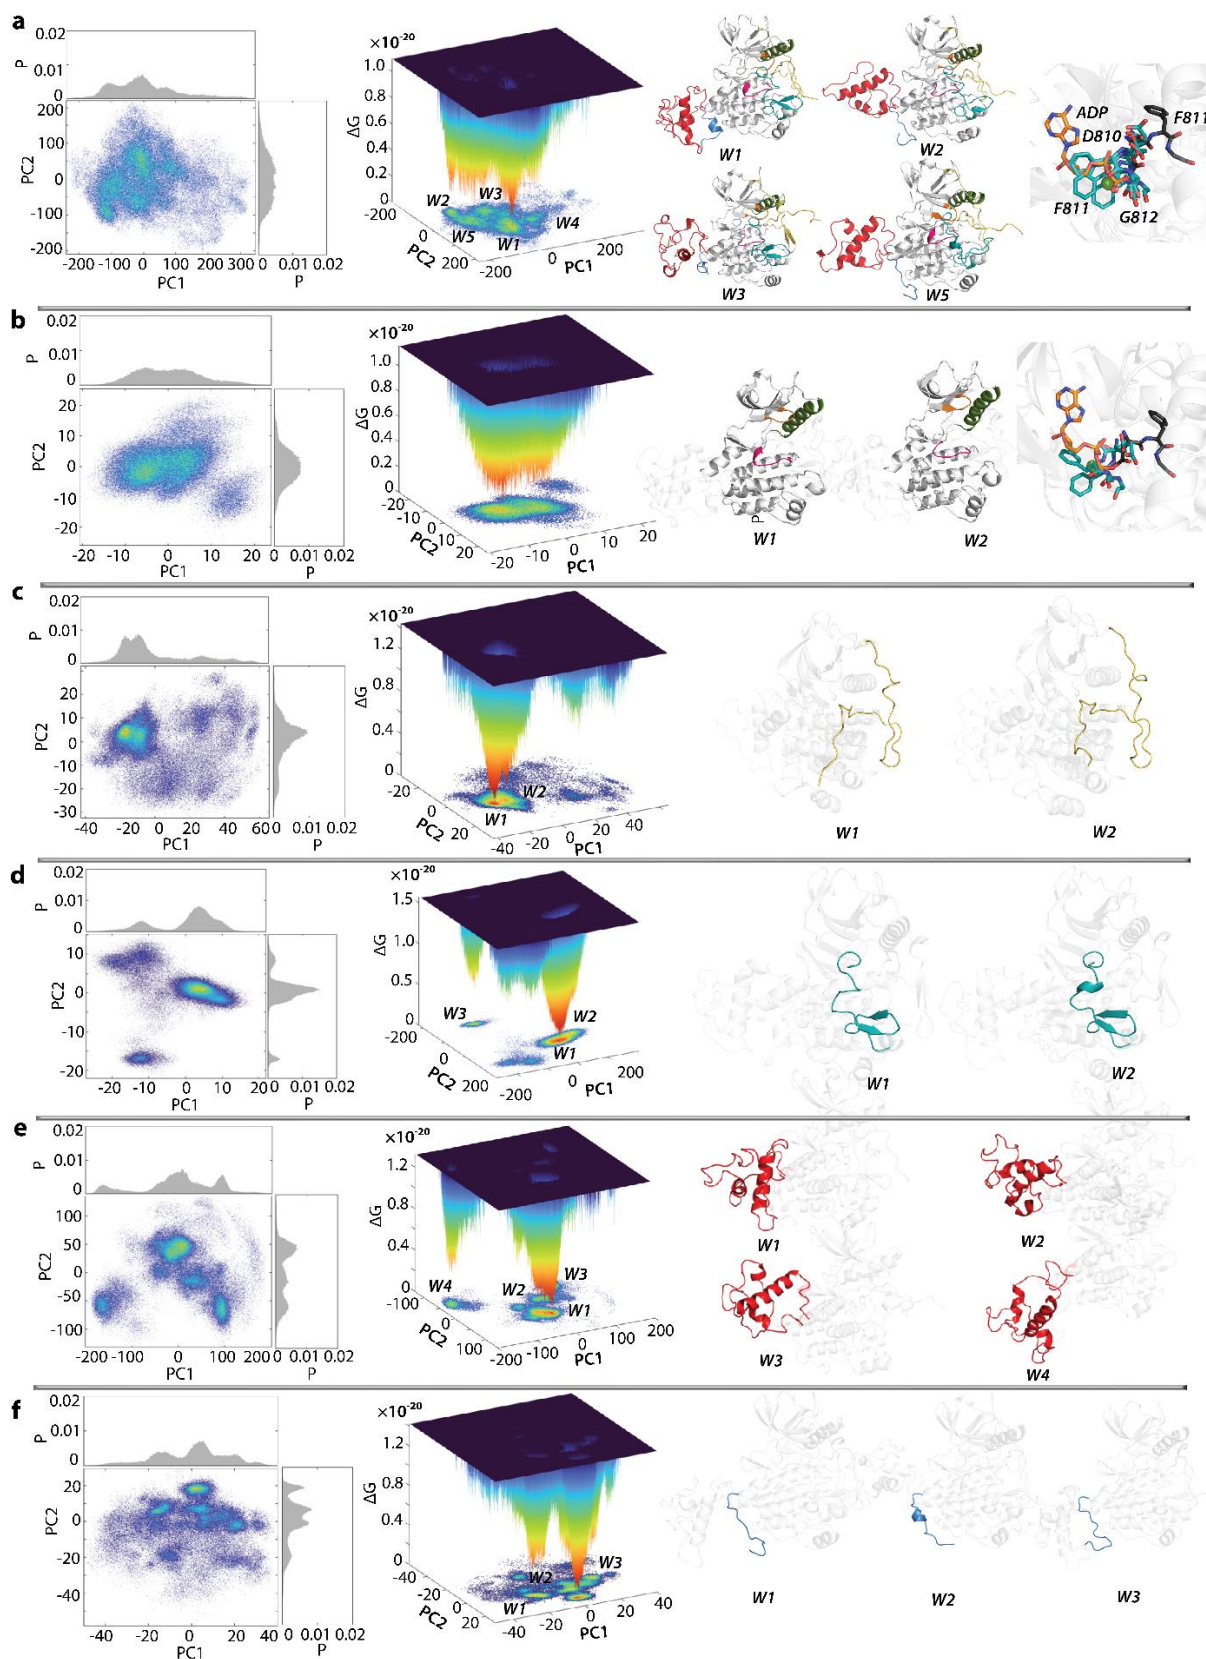 a
0.02
P
0.01
0
200
100
PC2
0
-100
-200
-200 -100 0 100 200 300
PC1
0 0.01 0.02
P
×10⁻²⁰
1.0
0.8
0.6
ΔG
0.4
0.2
0
-200
0
200
PC2
W2
W3
W5
W1
W4
-200
0
200
PC1
W1
W2
W3
W5
ADP
D810
F811
F811
G812
b
0.02
P
0.01
0
20
10
PC2
0
-10
-20
-20 -10 0 10 20
PC1
0 0.01 0.02
P
×10⁻²⁰
1.0
0.8
0.6
ΔG
0.4
0.2
0
-20
-10
0
10
20
PC2
-20
-10
0
10
20
PC1
P
W1
W2
c
0.02
P
0.01
0
20
10
PC2
0
-10
-20
-30
-40 -20 0 20 40 60
PC1
0 0.01 0.02
P
×10⁻²⁰
1.2
0.8
ΔG
0.4
0
-20
0
20
PC2
W2
W1
-40
-20
0
20
40
PC1
W1
W2
d
0.02
P
0.01
0
10
PC2
0
-10
-20
-20 -10 0 10 20
PC1
0 0.01 0.02
P
×10⁻²⁰
1.5
1.0
ΔG
0.5
0
-200
0
200
PC2
W3
W2
W1
-200
0
200
PC1
W1
W2
e
0.02
P
0.01
0
100
50
PC2
0
-50
-100
-200 -100 0 100 200
PC1
0 0.01 0.02
P
×10⁻²⁰
1.2
0.8
ΔG
0.4
0
-100
0
100
PC2
W4
W3
W2
W1
-200
-100
0
100
200
PC1
W1
W2
W3
W4
f
0.02
P
0.01
0
20
PC2
0
-20
-40
-40 -20 0 20 40
PC1
0 0.01 0.02
P
×10⁻²⁰
1.2
0.8
ΔG
0.4
0
-40
-20
0
20
PC2
W3
W2
W1
-40
-20
0
20
40
PC1
W1
W2
W3